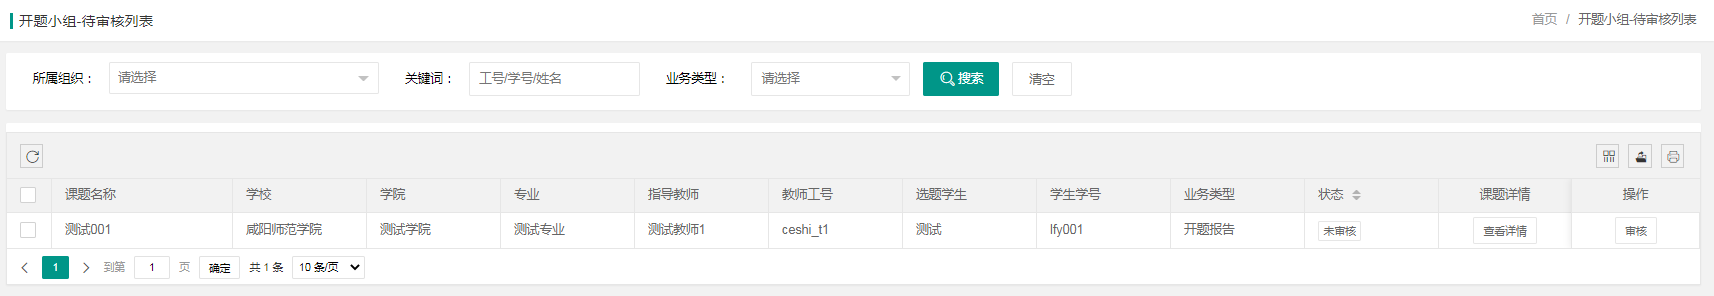 开题小组-待审核列表
首页 / 开题小组-待审核列表
所属组织： 请选择 关键词： 工号/学号/姓名 业务类型： 请选择 搜索 清空
课题名称 学校 学院 专业 指导教师 教师工号 选题学生 学生学号 业务类型 状态 课题详情 操作
测试001 咸阳师范学院 测试学院 测试专业 测试教师1 ceshi_t1 测试 lfy001 开题报告 未审核 查看详情 审核
1 到第 1 页 确定 共 1 条 10 条/页